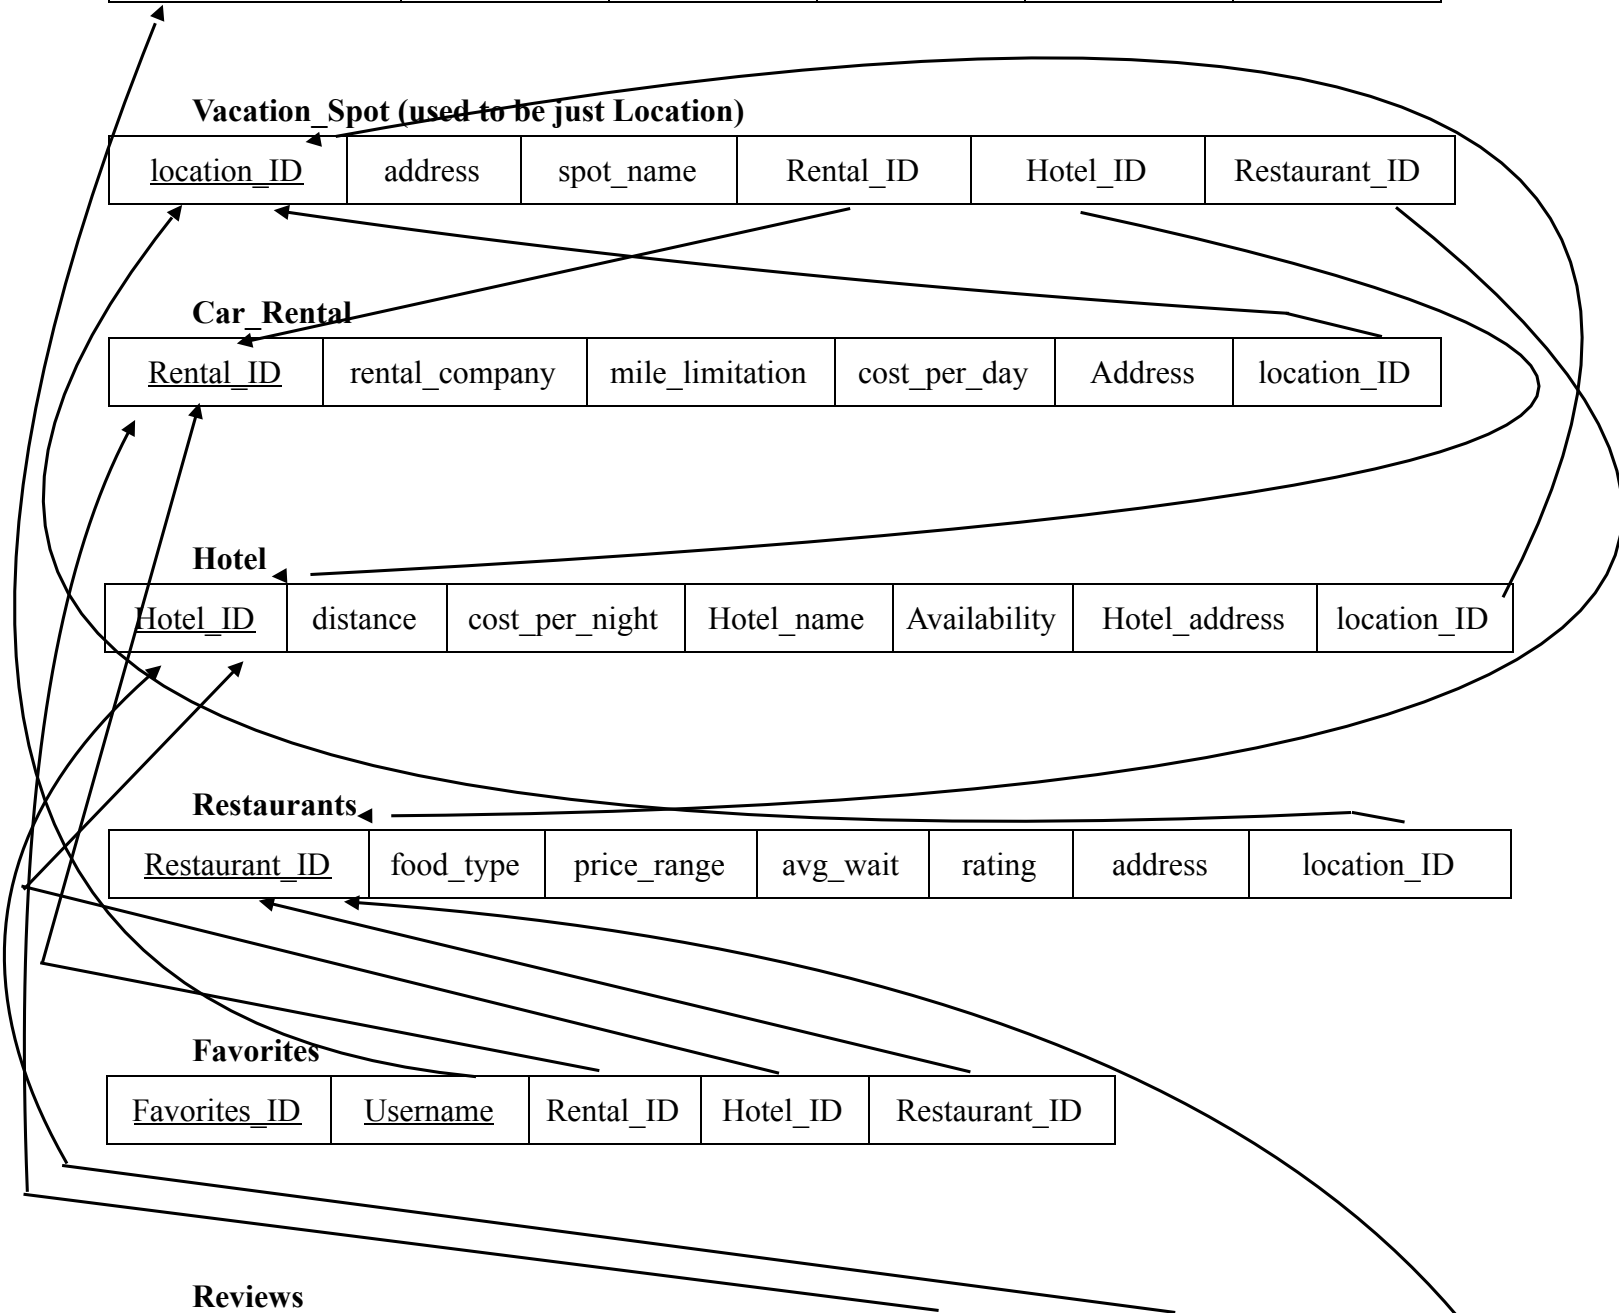 Vacation_Spot (used to be just Location)
location_ID address spot_name Rental_ID Hotel_ID Restaurant_ID
Car_Rental
Rental_ID rental_company mile_limitation cost_per_day Address location_ID
Hotel
Hotel_ID distance cost_per_night Hotel_name Availability Hotel_address location_ID
Restaurants
Restaurant_ID food_type price_range avg_wait rating address location_ID
Favorites
Favorites_ID Username Rental_ID Hotel_ID Restaurant_ID
Reviews